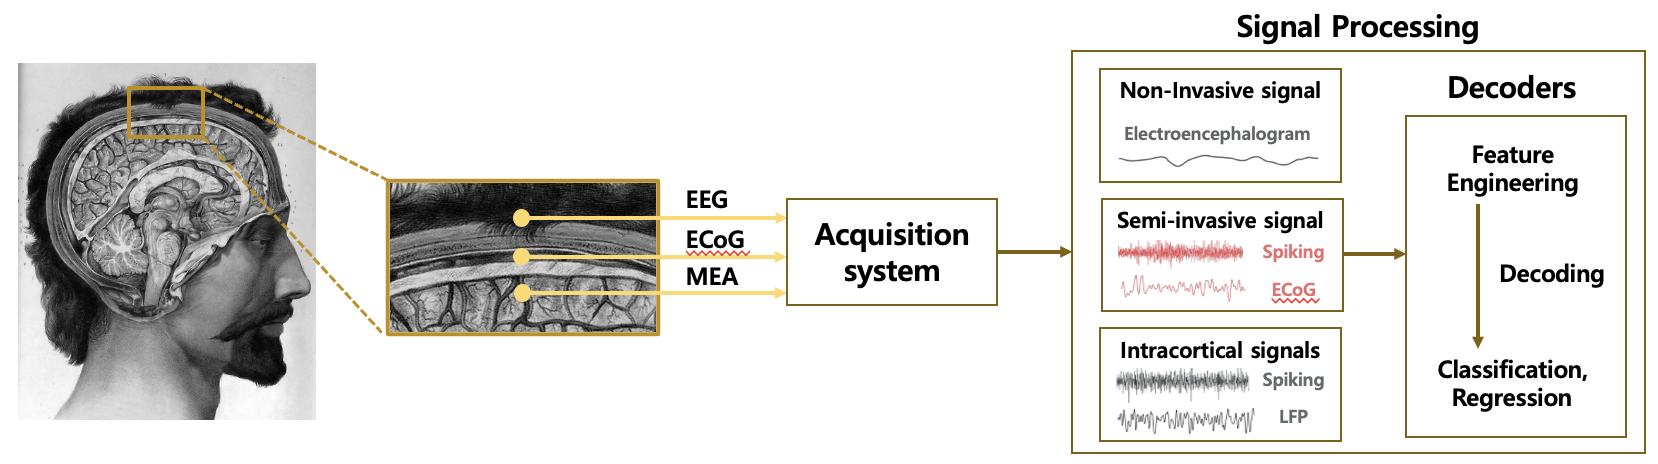 Signal Processing
EEG
ECoG
MEA
Acquisition
system
Non-Invasive signal
Electroencephalogram
Semi-invasive signal
Spiking
ECoG
Intracortical signals
Spiking
LFP
Decoders
Feature
Engineering
Decoding
Classification,
Regression